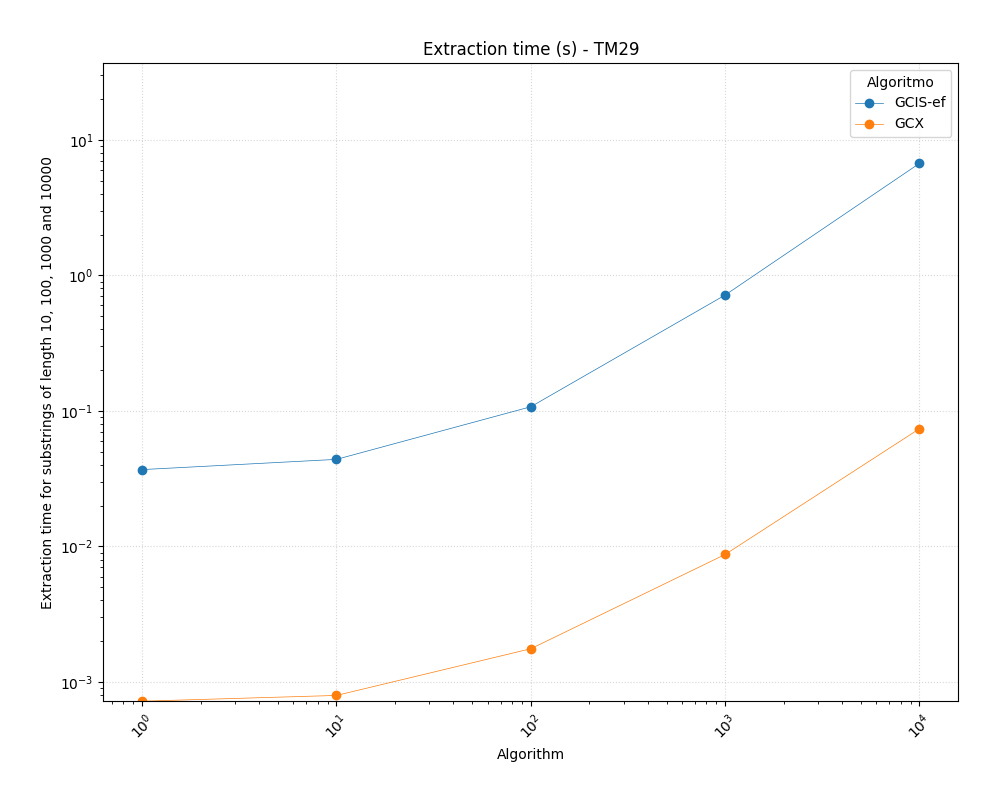 Extraction time (s) - TM29
Algoritmo
GCIS-ef
GCX
Extraction time for substrings of length 10, 100, 1000 and 10000
10¹
10⁰
10⁻¹
10⁻²
10⁻³
10⁰
10¹
10²
10³
10⁴
Algorithm